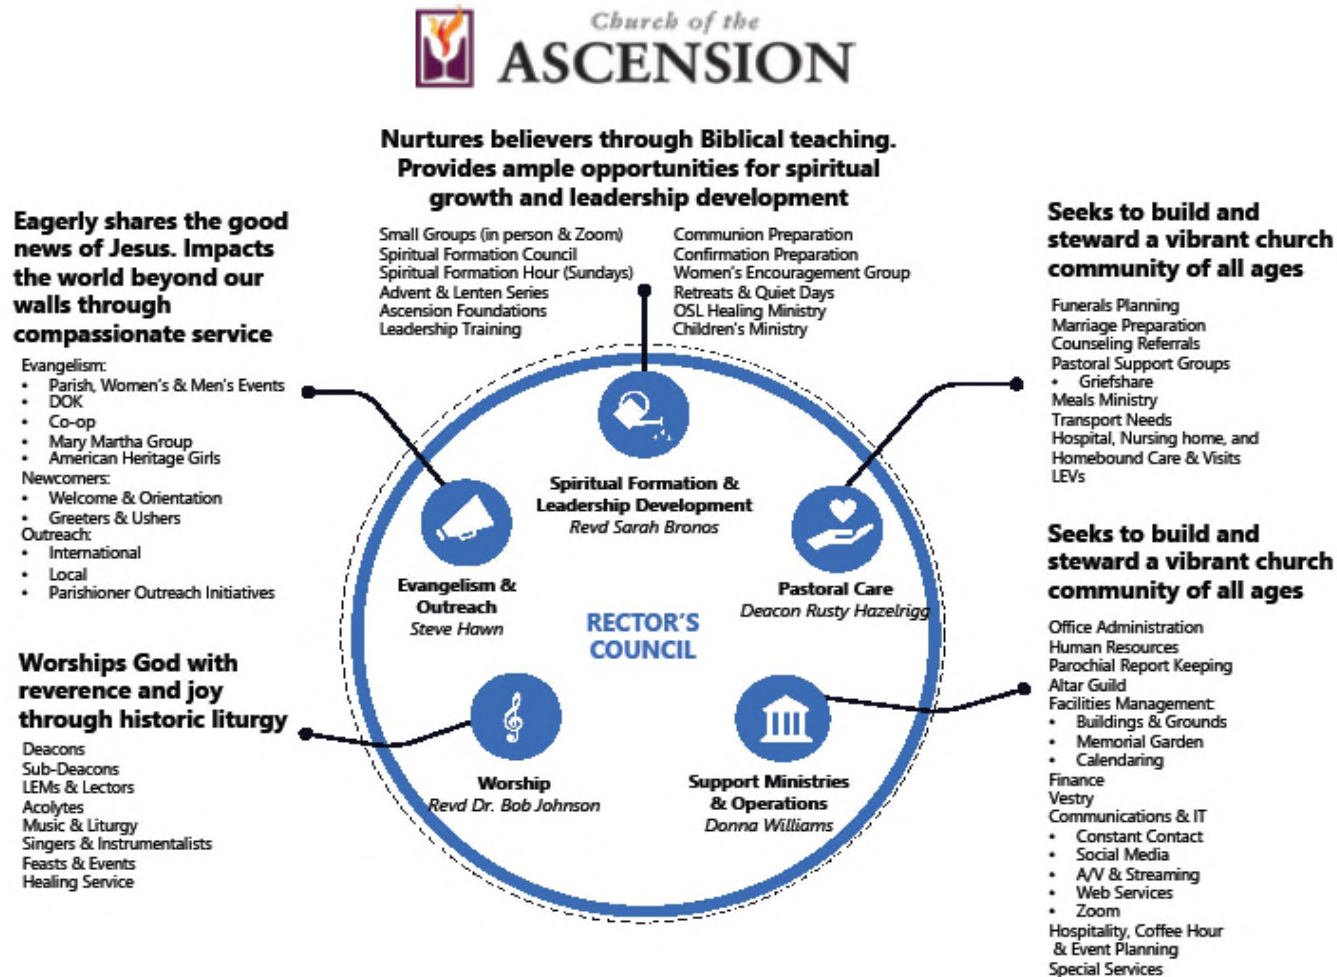 Church of the
ASCENSION
Nurtures believers through Biblical teaching.
Provides ample opportunities for spiritual
growth and leadership development
Small Groups (in person & Zoom)
Spiritual Formation Council
Spiritual Formation Hour (Sundays)
Advent & Lenten Series
Ascension Foundations
Leadership Training
Communion Preparation
Confirmation Preparation
Women's Encouragement Group
Retreats & Quiet Days
OSL Healing Ministry
Children's Ministry
Eagerly shares the good
news of Jesus. Impacts
the world beyond our
walls through
compassionate service
Evangelism:
• Parish, Women's & Men's Events
• DOK
• Co-op
• Mary Martha Group
• American Heritage Girls
Newcomers:
• Welcome & Orientation
• Greeters & Ushers
Outreach:
• International
• Local
• Parishioner Outreach Initiatives
Worships God with
reverence and joy
through historic liturgy
Deacons
Sub-Deacons
LEMs & Lectors
Acolytes
Music & Liturgy
Singers & Instrumentalists
Feasts & Events
Healing Service
Spiritual Formation &
Leadership Development
Revd Sarah Bronos
Evangelism &
Outreach
Steve Hawn
Pastoral Care
Deacon Rusty Hazelrigg
RECTOR'S
COUNCIL
Worship
Revd Dr. Bob Johnson
Support Ministries
& Operations
Donna Williams
Seeks to build and
steward a vibrant church
community of all ages
Funerals Planning
Marriage Preparation
Counseling Referrals
Pastoral Support Groups
• Griefshare
Meals Ministry
Transport Needs
Hospital, Nursing home, and
Homebound Care & Visits
LEVs
Seeks to build and
steward a vibrant church
community of all ages
Office Administration
Human Resources
Parochial Report Keeping
Altar Guild
Facilities Management:
• Buildings & Grounds
• Memorial Garden
• Calendaring
Finance
Vestry
Communications & IT
• Constant Contact
• Social Media
• A/V & Streaming
• Web Services
• Zoom
Hospitality, Coffee Hour
& Event Planning
Special Services